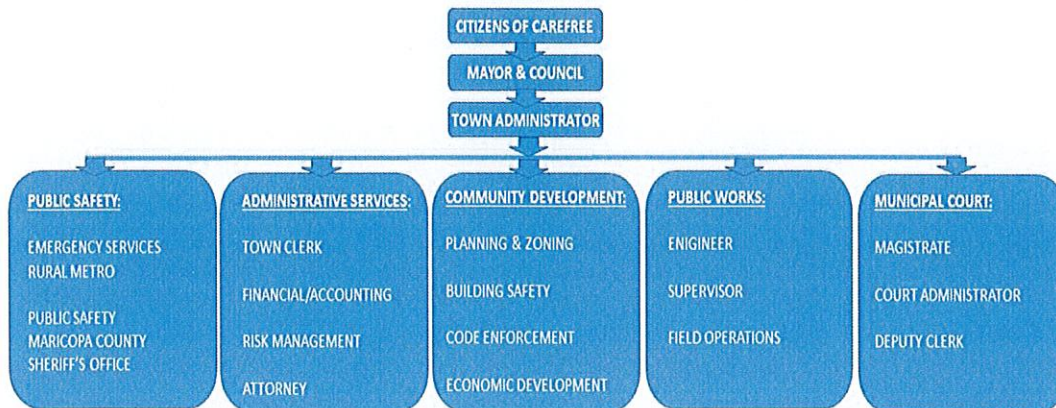 CITIZENS OF CAREFREE
MAYOR & COUNCIL
TOWN ADMINISTRATOR
PUBLIC SAFETY:
EMERGENCY SERVICES
RURAL METRO
PUBLIC SAFETY
MARICOPA COUNTY
SHERIFF'S OFFICE
ADMINISTRATIVE SERVICES:
TOWN CLERK
FINANCIAL/ACCOUNTING
RISK MANAGEMENT
ATTORNEY
COMMUNITY DEVELOPMENT:
PLANNING & ZONING
BUILDING SAFETY
CODE ENFORCEMENT
ECONOMIC DEVELOPMENT
PUBLIC WORKS:
ENIGINEER
SUPERVISOR
FIELD OPERATIONS
MUNICIPAL COURT:
MAGISTRATE
COURT ADMINISTRATOR
DEPUTY CLERK